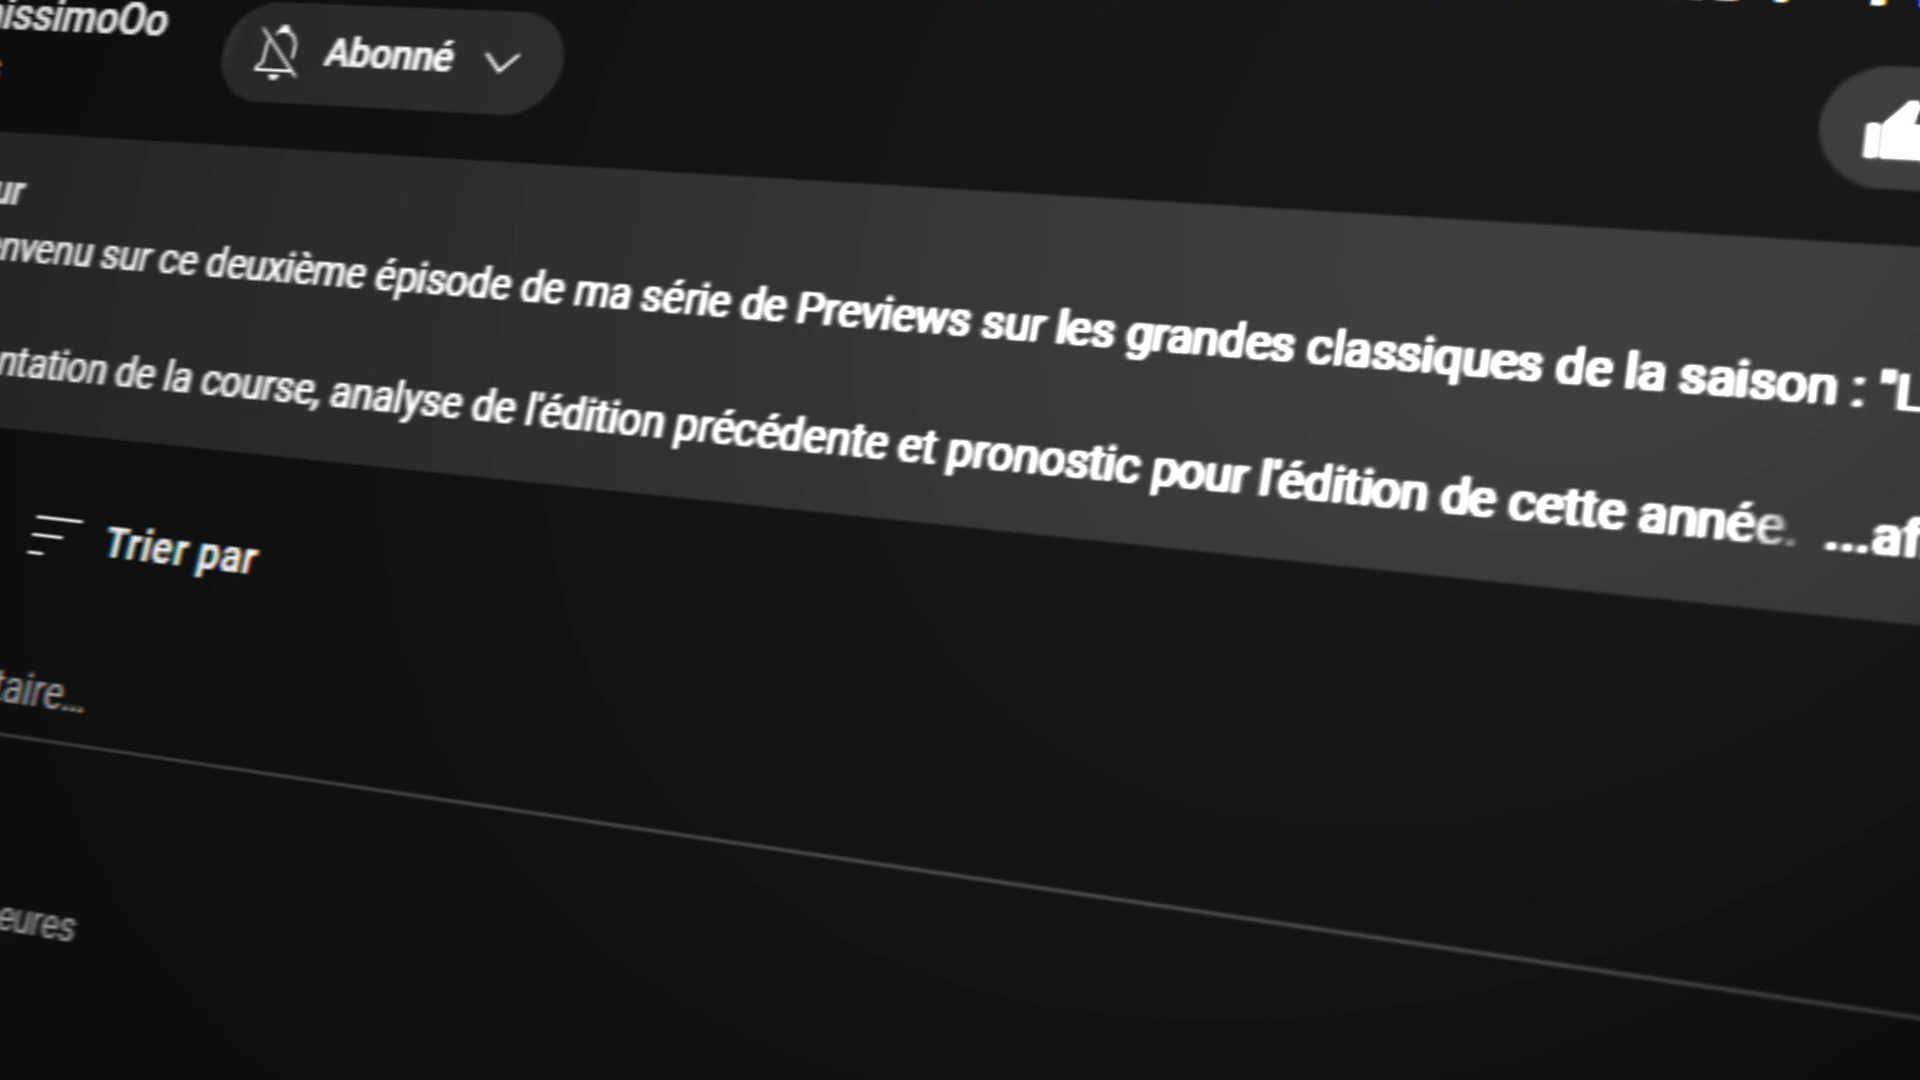 issimoOo
Abonné
ur
nvenu sur ce deuxième épisode de ma série de Previews sur les grandes classiques de la saison : "L
ntation de la course, analyse de l'édition précédente et pronostic pour l'édition de cette année. ...af
Trier par
taire...
eures